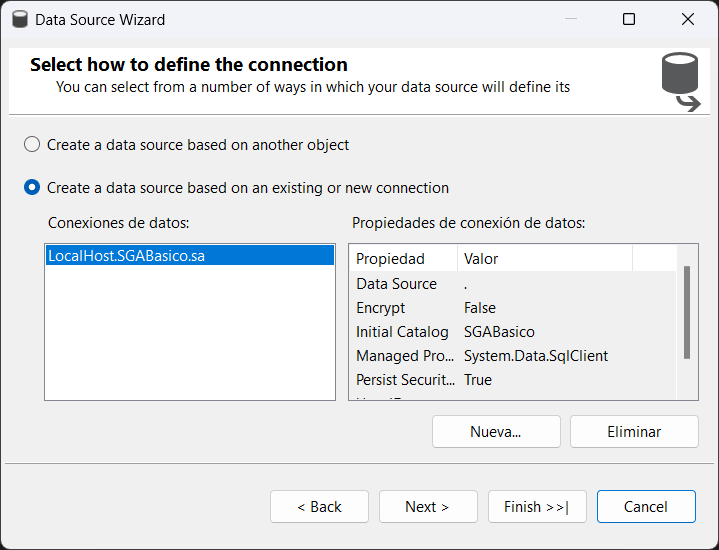 Data Source Wizard
Select how to define the connection
You can select from a number of ways in which your data source will define its
Create a data source based on another object
Create a data source based on an existing or new connection
Conexiones de datos:
Propiedades de conexión de datos:
LocalHost.SGABasico.sa
Propiedad Valor
Data Source .
Encrypt False
Initial Catalog SGABasico
Managed Pro... System.Data.SqlClient
Persist Securit... True
Nueva... Eliminar
< Back Next > Finish >>| Cancel